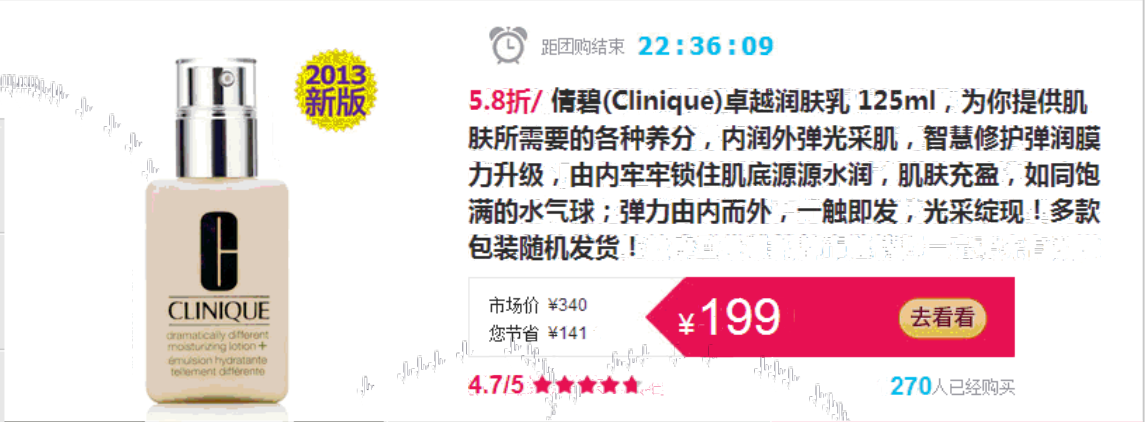 2013
新版
CLINIQUE
dramatically different
moisturizing lotion +
émulsion hydratante
tellement différente
距团购结束 22:36:09
5.8折/ 倩碧(Clinique)卓越润肤乳 125ml，为你提供肌
肤所需要的各种养分，内润外弹光采肌，智慧修护弹润膜
力升级，由内牢牢锁住肌底源源水润，肌肤充盈，如同饱
满的水气球；弹力由内而外，一触即发，光采绽现！多款
包装随机发货！
市场价 ¥340
您节省 ¥141
¥199
去看看
4.7/5
270人已经购买